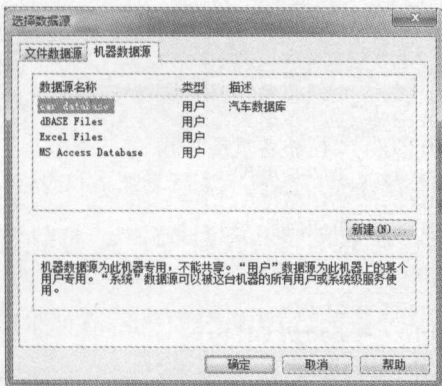 选择数据源
文件数据源 机器数据源
数据源名称 类型 描述
car database 用户 汽车数据库
dBASE Files 用户
Excel Files 用户
MS Access Database 用户
新建(N)...
机器数据源为此机器专用，不能共享。“用户”数据源为此机器上的某个
用户专用。“系统”数据源可以被这台机器的所有用户或系统级服务使
用。
确定 取消 帮助